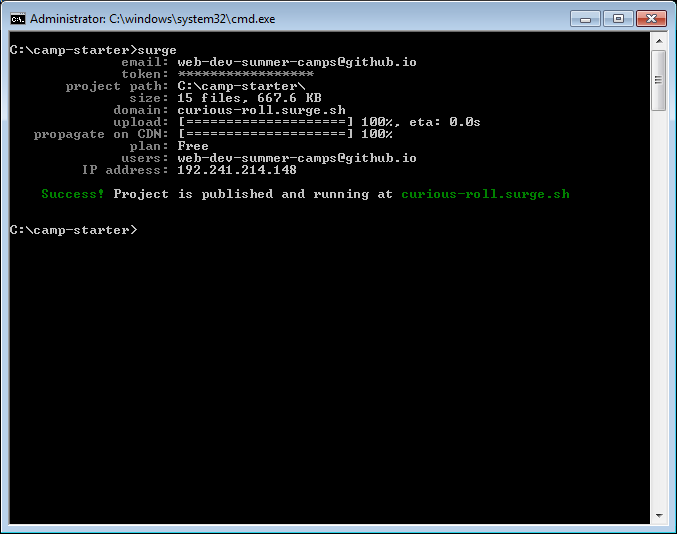 Administrator: C:\windows\system32\cmd.exe
C:\camp-starter>surge
email: web-dev-summer-camps@github.io
token: *****************
project path: C:\camp-starter\
size: 15 files, 667.6 KB
domain: curious-roll.surge.sh
upload: [====================] 100%, eta: 0.0s
propagate on CDN: [====================] 100%
plan: Free
users: web-dev-summer-camps@github.io
IP address: 192.241.214.148
Success! Project is published and running at curious-roll.surge.sh
C:\camp-starter>